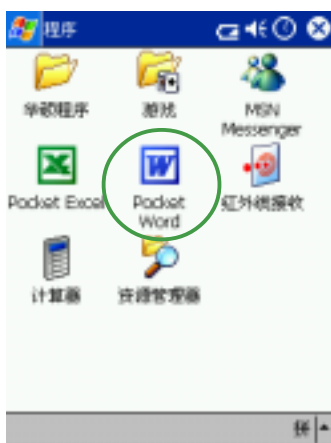 程序
华硕程序
游戏
MSN
Messenger
Pocket Excel
Pocket
Word
红外线接收
计算器
资源管理器
拼